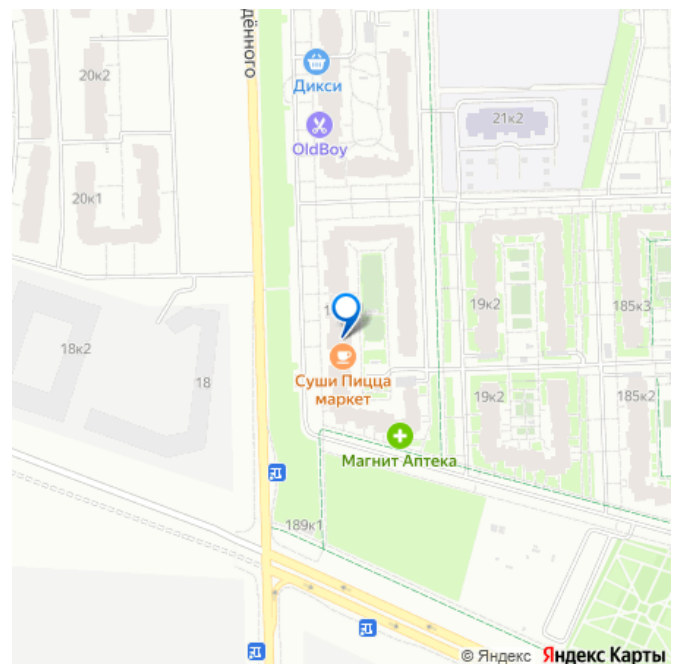 дённого
20к2
Дикси
21к2
OldBoy
20к1
19к2
185к3
18к2
18
Суши Пицца
маркет
19к2
185к2
Магнит Аптека
189к1
© Яндекс Яндекс Карты